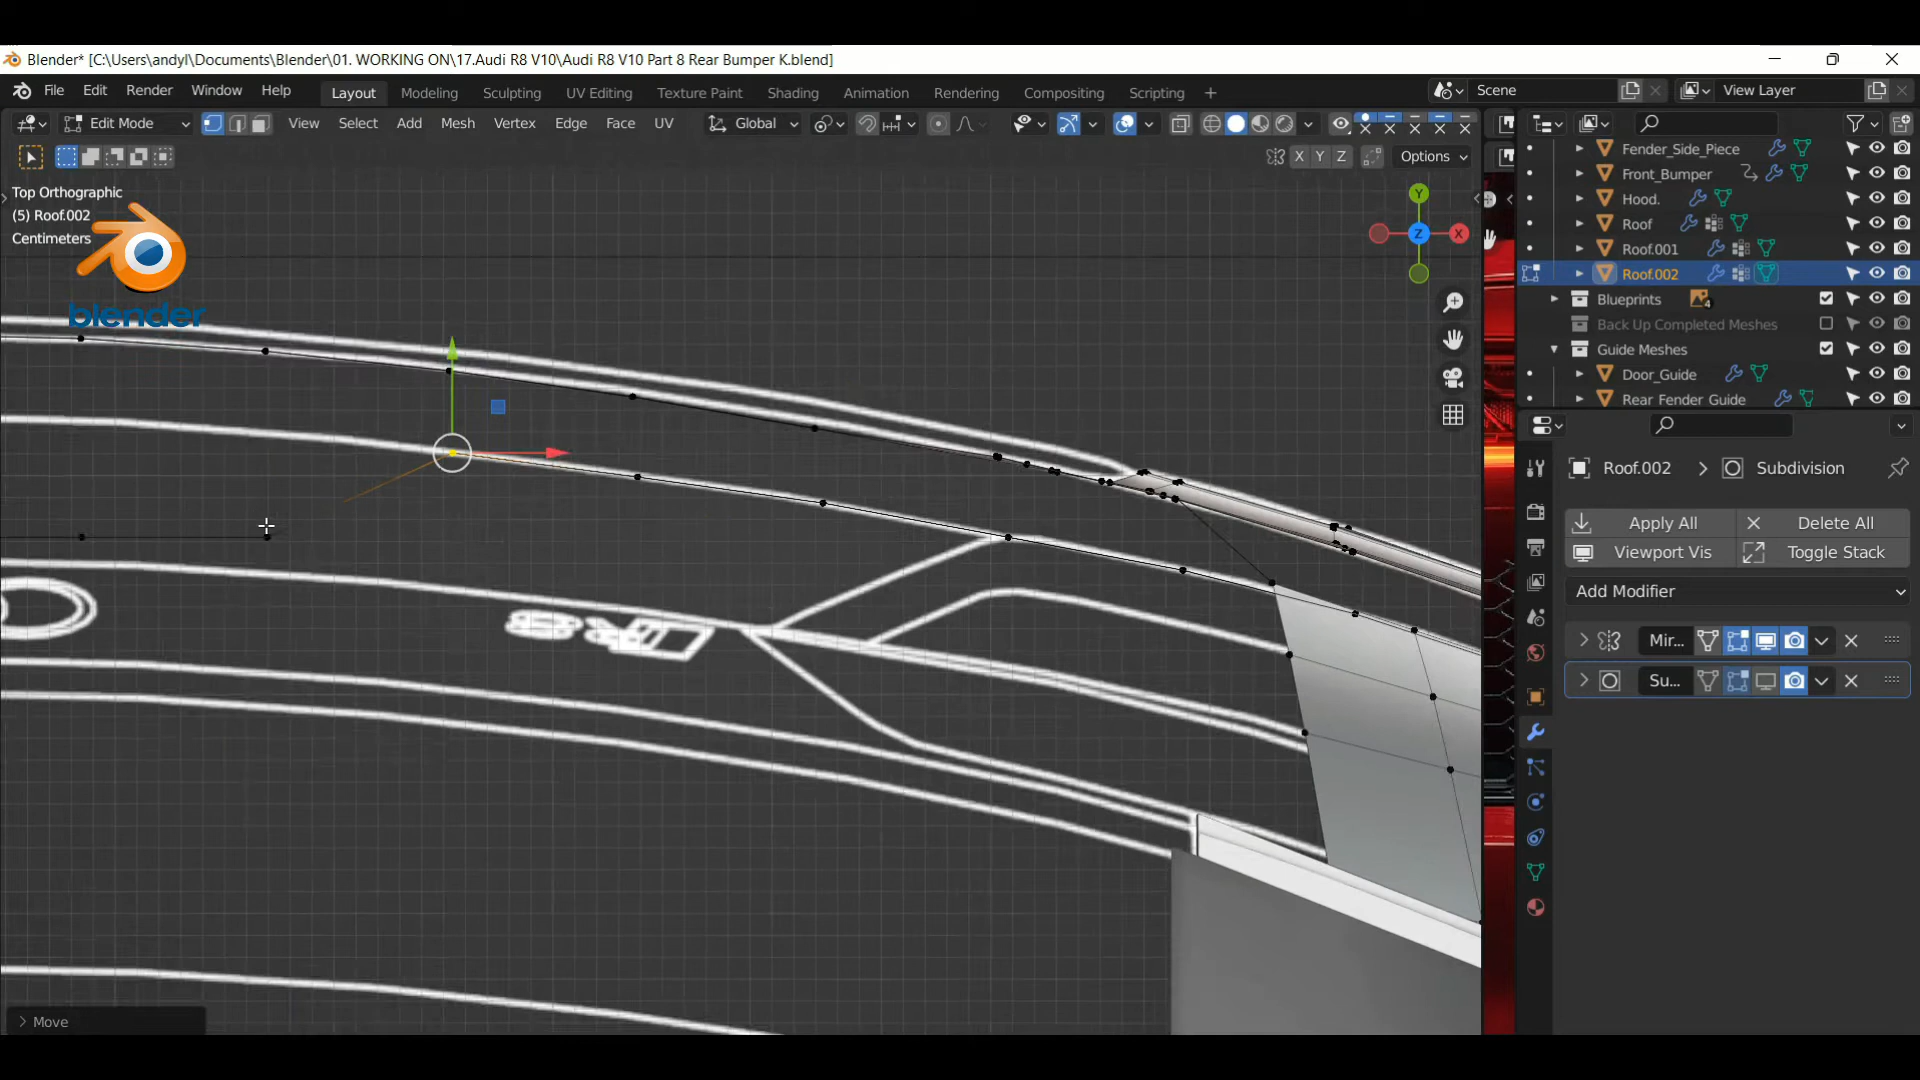 Blender* [C:\Users\andyl\Documents\Blender\01. WORKING ON\17.Audi R8 V10\Audi R8 V10 Part 8 Rear Bumper K.blend]
File Edit Render Window Help Layout Modeling Sculpting UV Editing Texture Paint Shading Animation Rendering Compositing Scripting + Scene View Layer
Edit Mode View Select Add Mesh Vertex Edge Face UV Global
X Y Z Options
Top Orthographic
(5) Roof.002
Centimeters
blender
Y
Z X
R8
Move
Fender_Side_Piece
Front_Bumper
Hood.
Roof
Roof.001
Roof.002
Blueprints 4
Back Up Completed Meshes
Guide Meshes
Door_Guide
Rear Fender Guide
Roof.002 > Subdivision
Apply All Delete All
Viewport Vis Toggle Stack
Add Modifier
Mir...
Su...